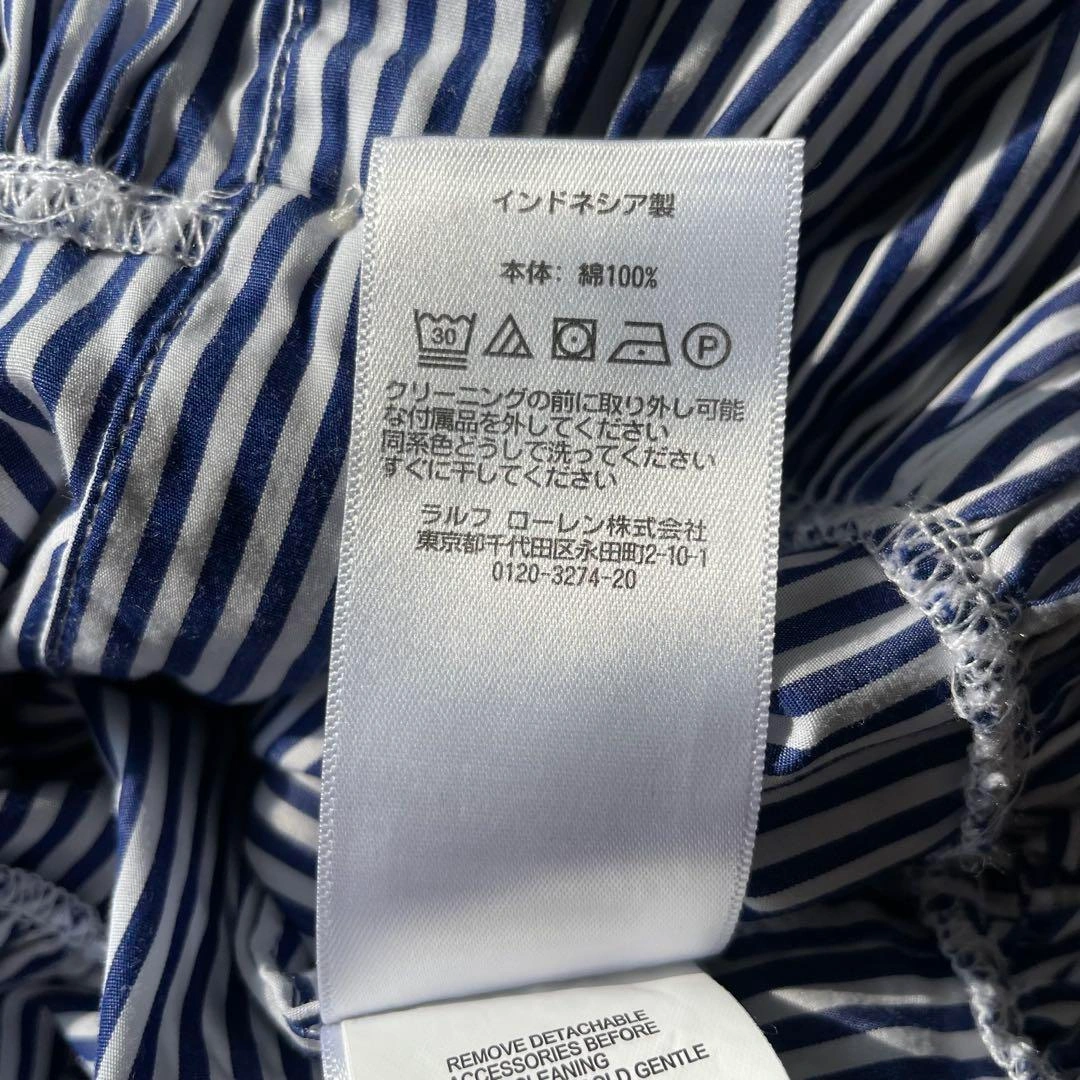 インドネシア製
本体: 綿100%
30
P
クリーニングの前に取り外し可能
な付属品を外してください
同系色どうしで洗ってください
すぐに干してください
ラルフ ローレン株式会社
東京都千代田区永田町2-10-1
0120-3274-20
REMOVE DETACHABLE
ACCESSORIES BEFORE
CLEANING
COLD GENTLE